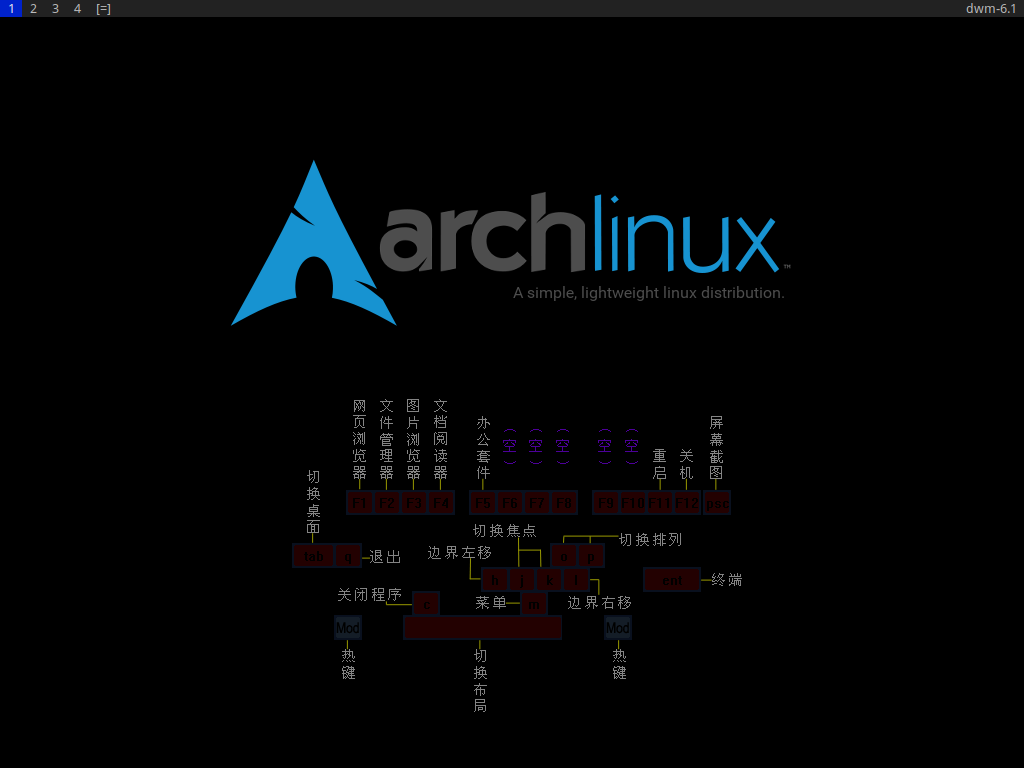 1 2 3 4 [=] dwm-6.1
archlinux™
A simple, lightweight linux distribution.
网页浏览器
文件管理器
图片浏览器
文档阅读器
办公套件
(空)
(空)
(空)
(空)
(空)
重启
关机
屏幕截图
F1 F2 F3 F4 F5 F6 F7 F8 F9 F10 F11 F12 psc
切换桌面
切换焦点
切换排列
teb q 退出
边界左移
o p
h j k l
ent 终端
关闭程序
c
菜单
m
边界右移
Mod Mod
热键
切换布局
热键